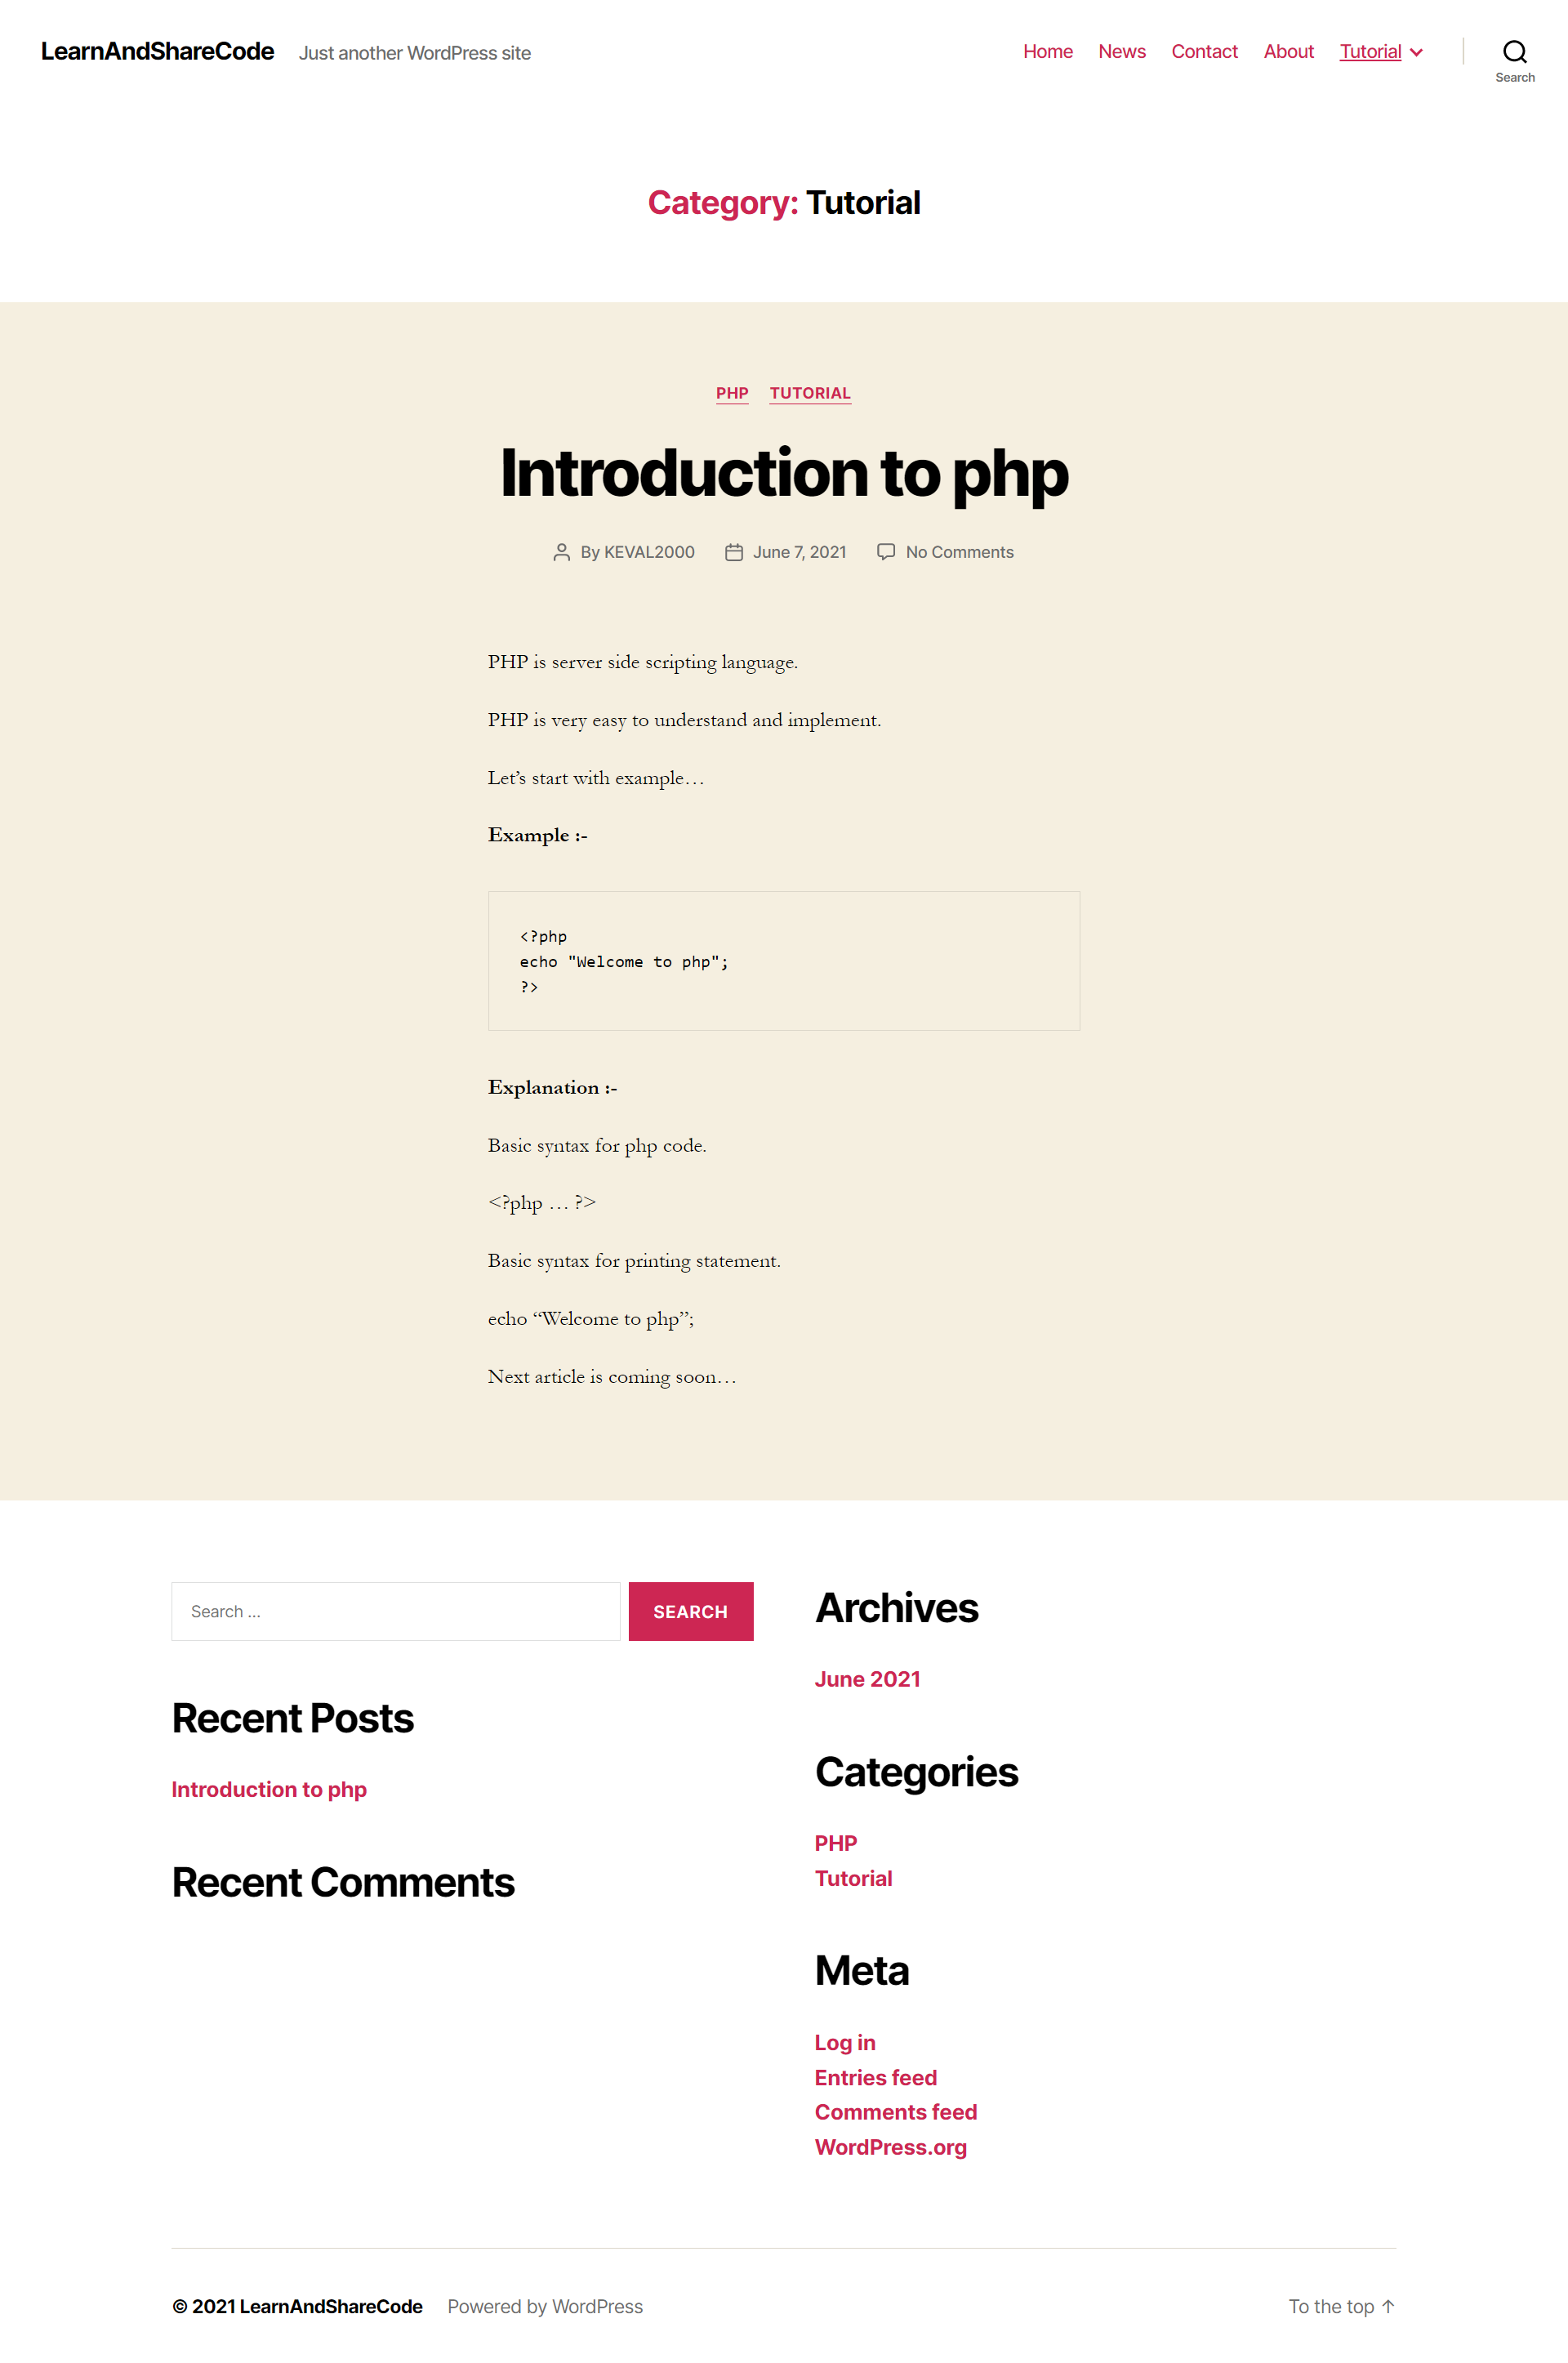 LearnAndShareCode Just another WordPress site Home News Contact About Tutorial
Search
Category: Tutorial
PHP TUTORIAL
Introduction to php
By KEVAL2000 June 7, 2021 No Comments
PHP is server side scripting language.
PHP is very easy to understand and implement.
Let’s start with example…
Example :-
<?php
echo "Welcome to php";
?>
Explanation :-
Basic syntax for php code.
<?php … ?>
Basic syntax for printing statement.
echo “Welcome to php”;
Next article is coming soon…
Search …
SEARCH
Recent Posts
Introduction to php
Recent Comments
Archives
June 2021
Categories
PHP
Tutorial
Meta
Log in
Entries feed
Comments feed
WordPress.org
© 2021 LearnAndShareCode Powered by WordPress To the top ↑